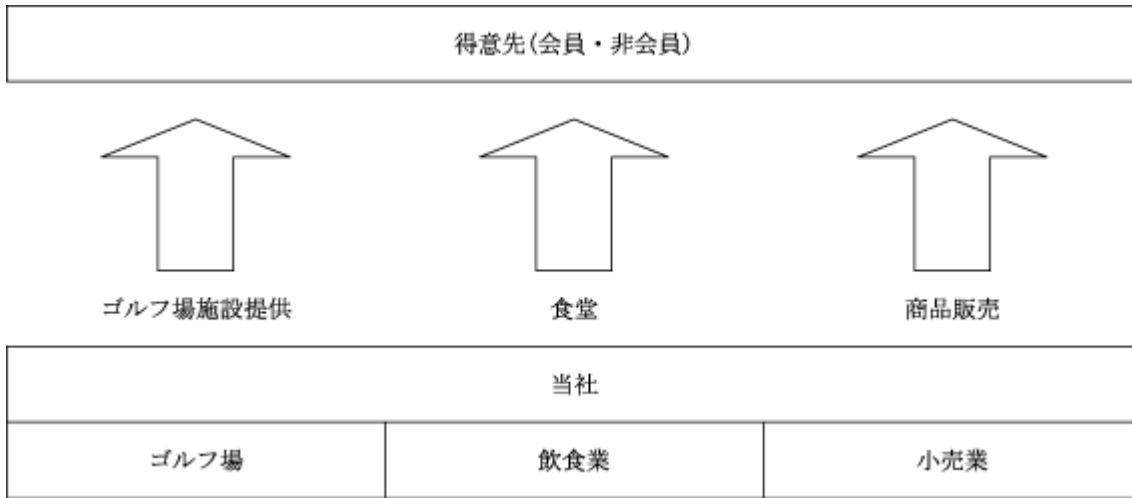 得意先(会員・非会員)
ゴルフ場施設提供
食堂
商品販売
当社
ゴルフ場
飲食業
小売業